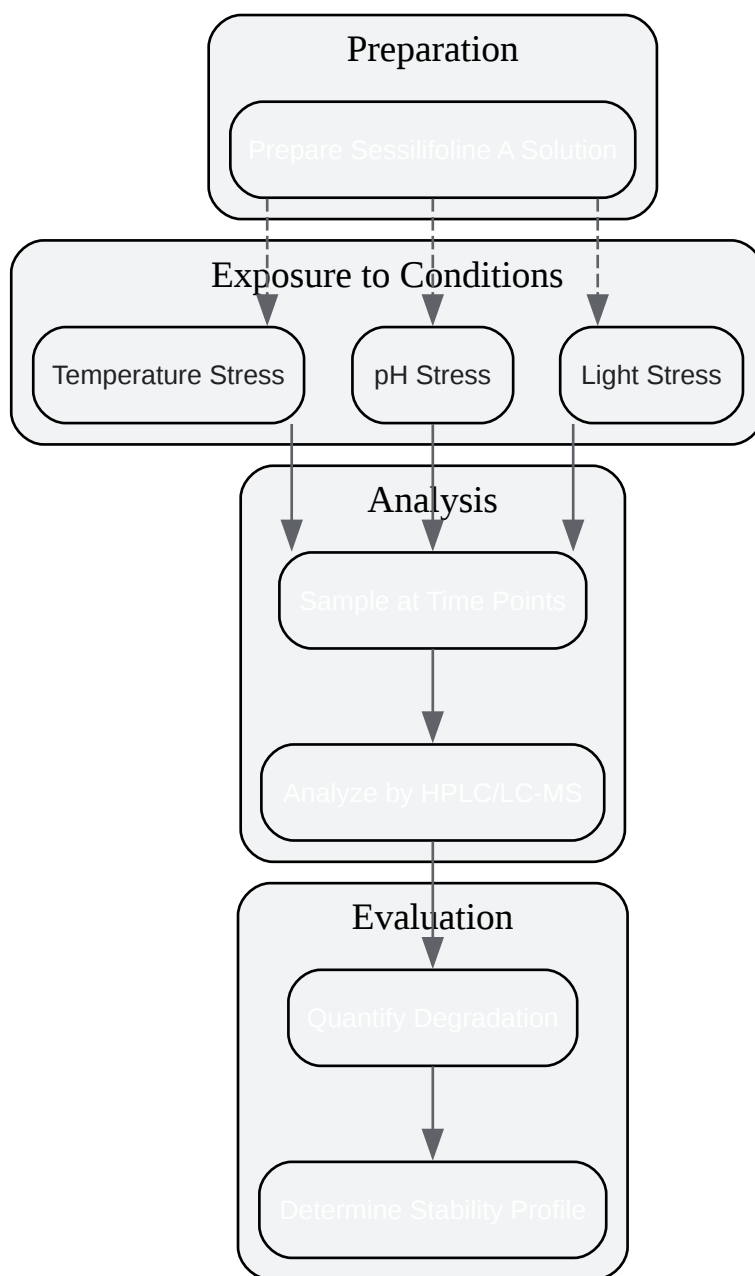 Preparation
Prepare Sessilifoline A Solution
Exposure to Conditions
Temperature Stress
pH Stress
Light Stress
Analysis
Sample at Time Points
Analyze by HPLC/LC-MS
Evaluation
Quantify Degradation
Determine Stability Profile